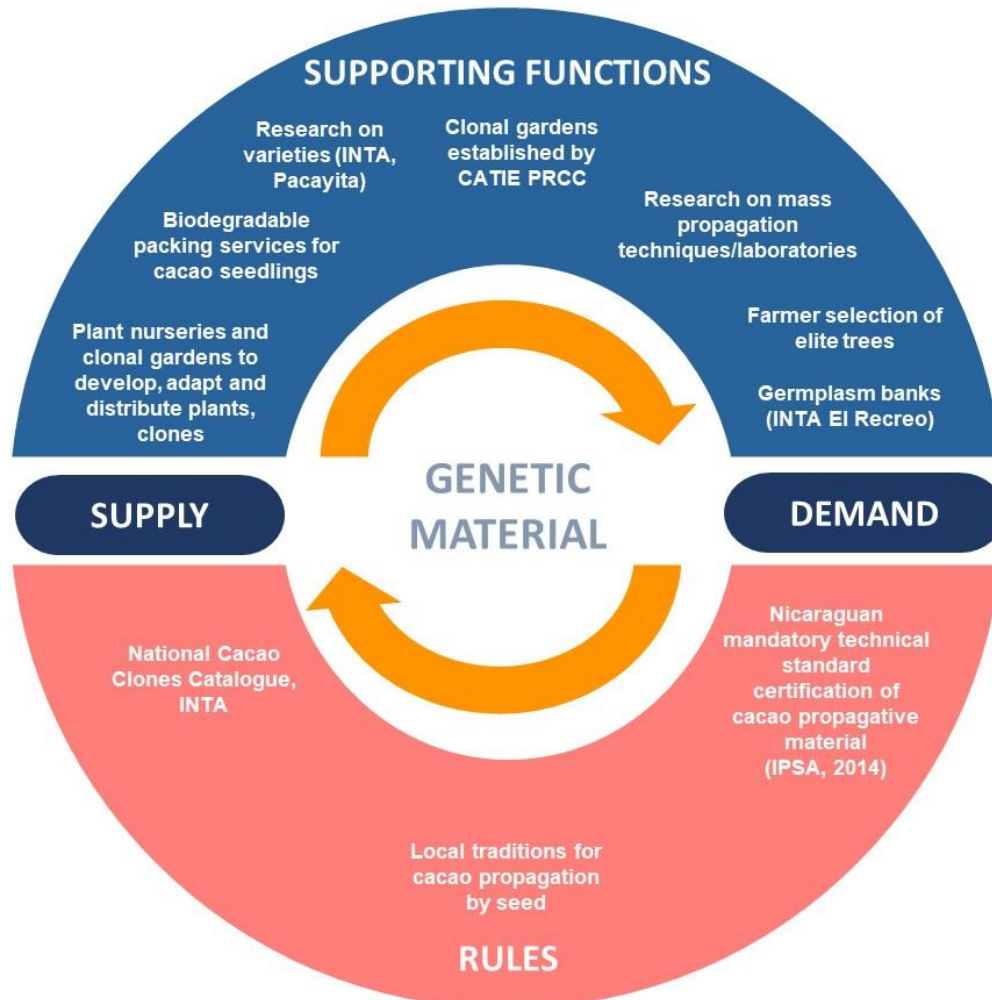 SUPPORTING FUNCTIONS
Research on
varieties (INTA,
Pacayita)
Clonal gardens
established by
CATIE PRCC
Research on mass
propagation
techniques/laboratories
Biodegradable
packing services for
cacao seedlings
Plant nurseries and
clonal gardens to
develop, adapt and
distribute plants,
clones
Farmer selection of
elite trees
Germplasm banks
(INTA El Recreo)
SUPPLY
GENETIC
MATERIAL
DEMAND
National Cacao
Clones Catalogue,
INTA
Nicaraguan
mandatory technical
standard
certification of
cacao propagative
material
(IPSA, 2014)
Local traditions for
cacao propagation
by seed
RULES